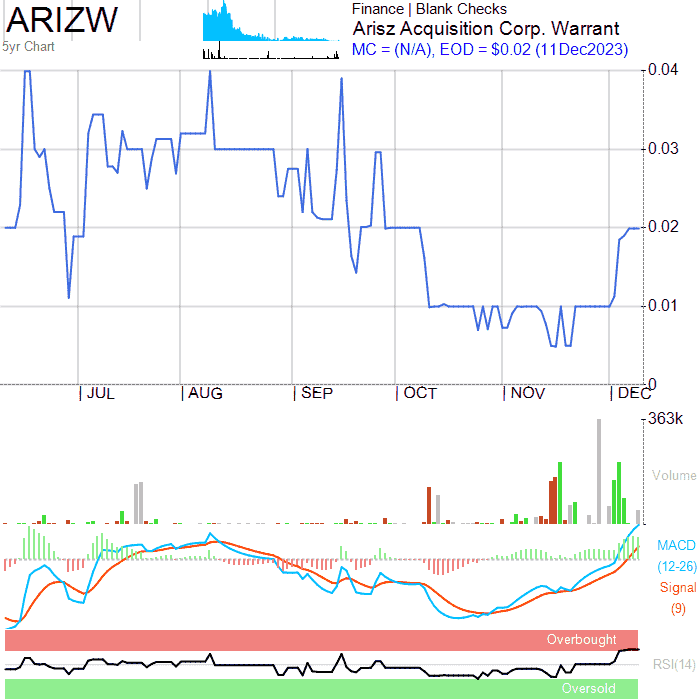 ARIZW
5yr Chart
Finance | Blank Checks
Arisz Acquisition Corp. Warrant
MC = (N/A), EOD = $0.02 (11Dec2023)
0.04
0.03
0.02
0.01
0
JUL AUG SEP OCT NOV DEC
363k
Volume
MACD
(12-26)
Signal
(9)
Overbought
RSI(14)
Oversold